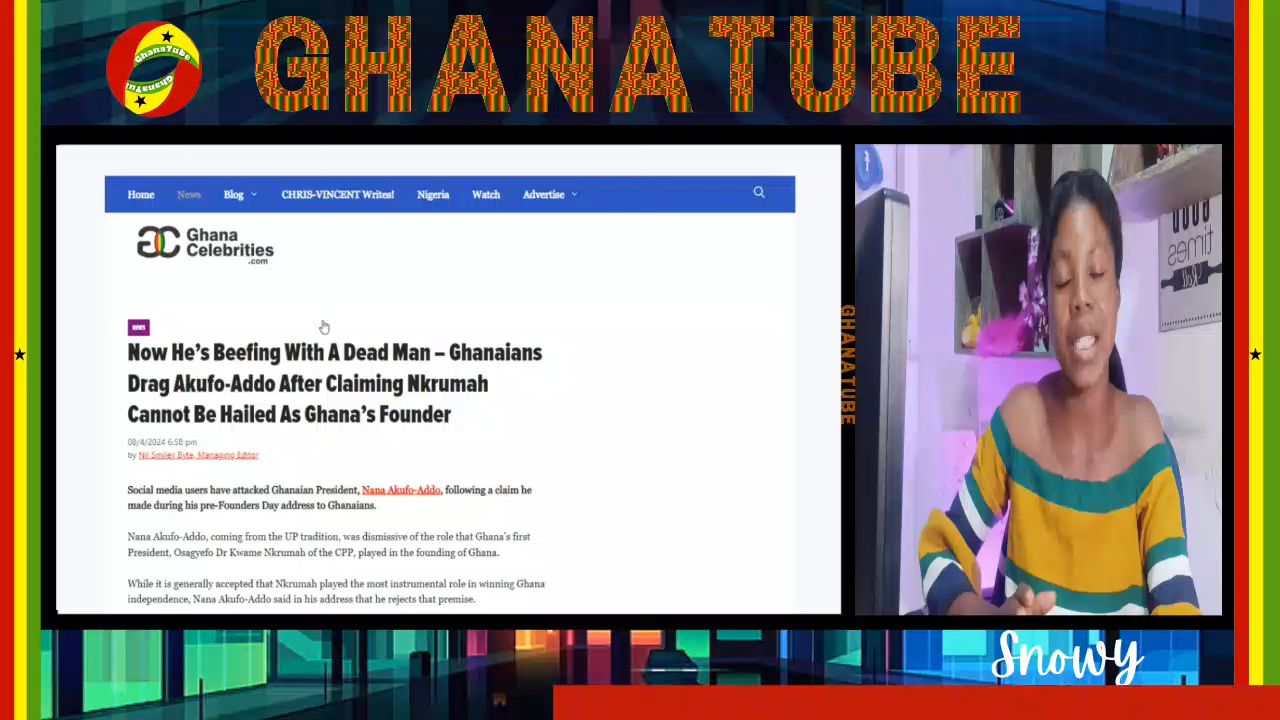 GHANATUBE
GhanaTube
GhanaTube
Home News Blog CHRIS-VINCENT Writes! Nigeria Watch Advertise
GC Ghana
Celebrities
.com
NEWS
Now He's Beefing With A Dead Man – Ghanaians
Drag Akufo-Addo After Claiming Nkrumah
Cannot Be Hailed As Ghana's Founder
08/4/2024 6:58 pm
by Nii Smiley Byte, Managing Editor
Social media users have attacked Ghanaian President, Nana Akufo-Addo, following a claim he
made during his pre-Founders Day address to Ghanaians.
Nana Akufo-Addo, coming from the UP tradition, was dismissive of the role that Ghana's first
President, Osagyefo Dr Kwame Nkrumah of the CPP, played in the founding of Ghana.
While it is generally accepted that Nkrumah played the most instrumental role in winning Ghana
independence, Nana Akufo-Addo said in his address that he rejects that premise.
GHANATUBE
times
Roll
Snowy